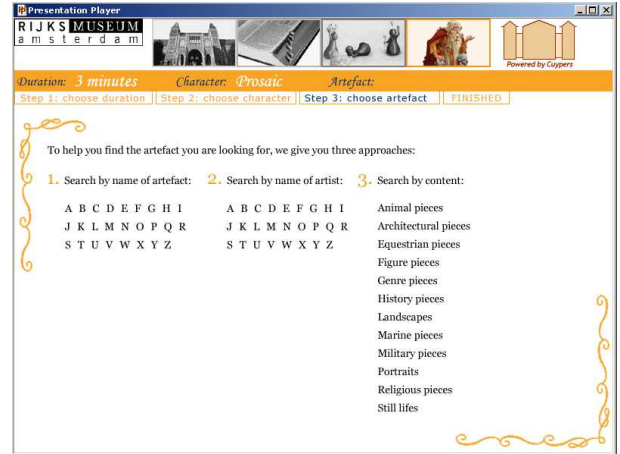 Presentation Player
RIJKS MUSEUM
amsterdam
Powered by Cuypers
Duration: 3 minutes Character: Prosaic Artefact:
Step 1: choose duration Step 2: choose character Step 3: choose artefact FINISHED
To help you find the artefact you are looking for, we give you three approaches:
1. Search by name of artefact: 2. Search by name of artist: 3. Search by content:
A B C D E F G H I A B C D E F G H I Animal pieces
J K L M N O P Q R J K L M N O P Q R Architectural pieces
S T U V W X Y Z S T U V W X Y Z Equestrian pieces
Figure pieces
Genre pieces
History pieces
Landscapes
Marine pieces
Military pieces
Portraits
Religious pieces
Still lifes